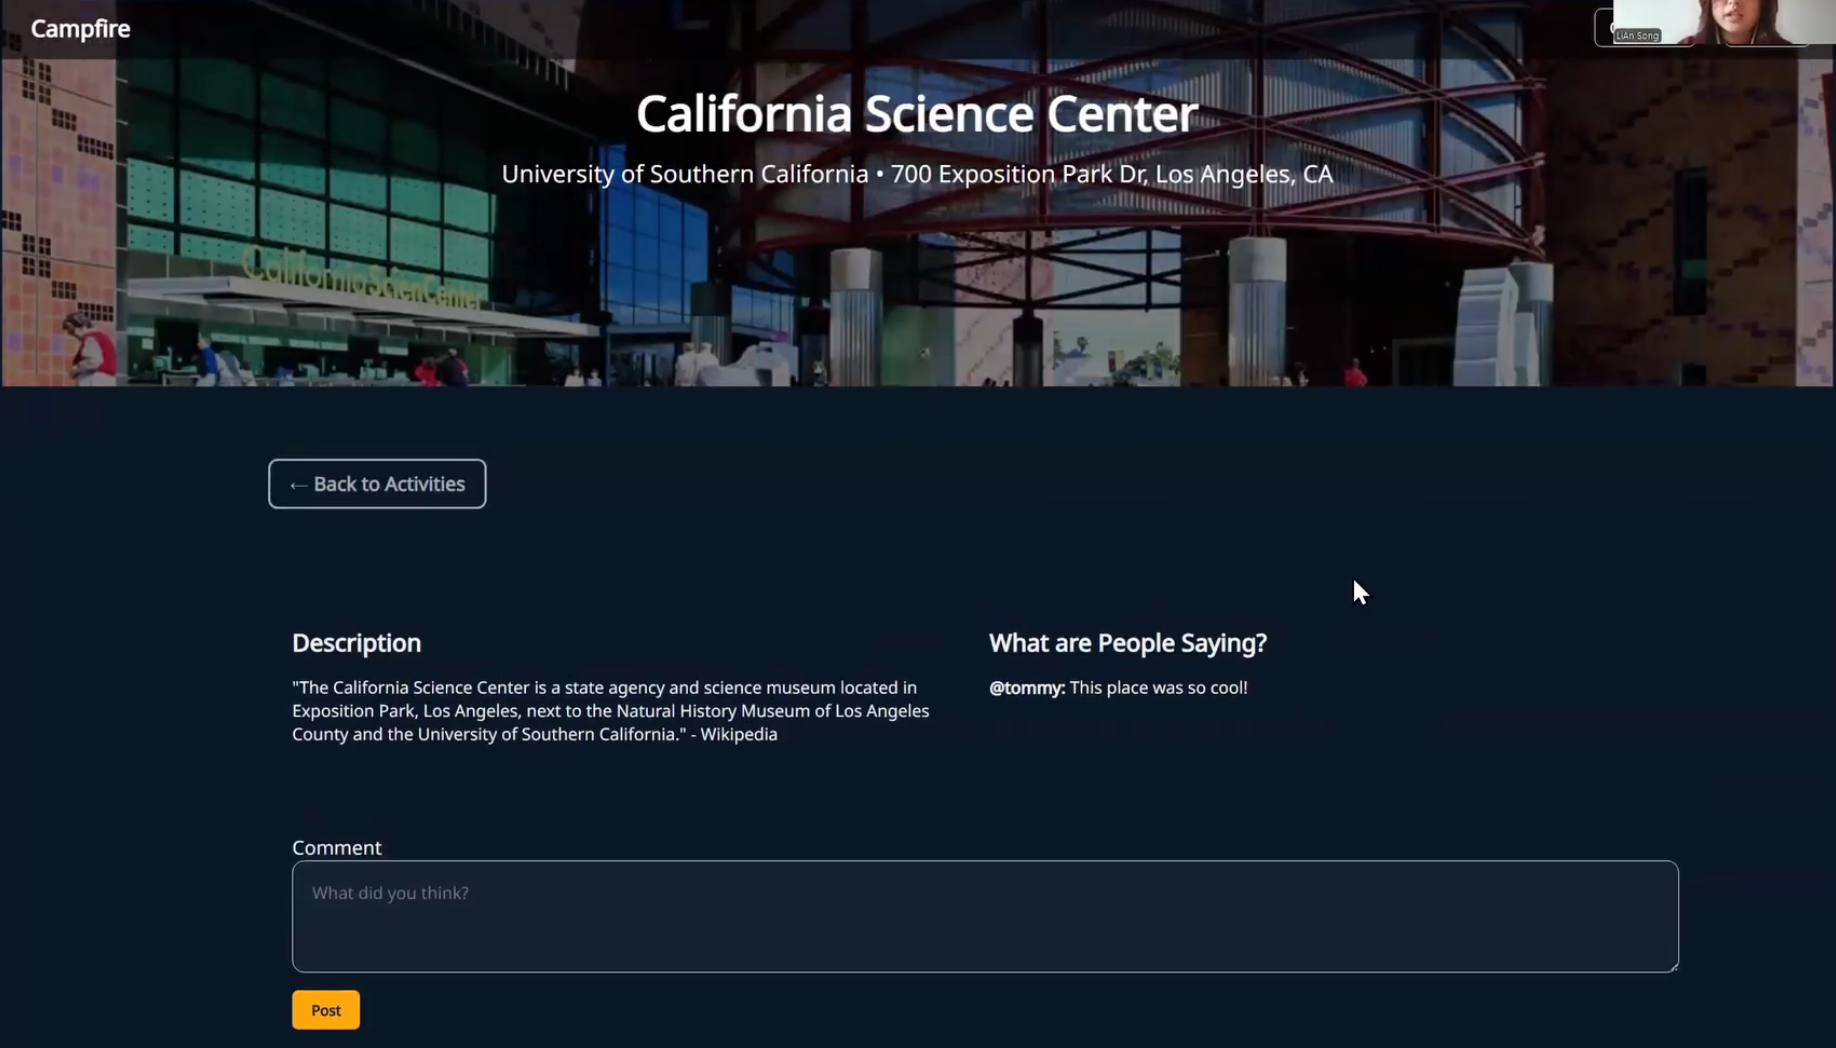 Campfire
LiAn Song
California Science Center
University of Southern California • 700 Exposition Park Dr, Los Angeles, CA
California Scien Center
← Back to Activities
Description
"The California Science Center is a state agency and science museum located in
Exposition Park, Los Angeles, next to the Natural History Museum of Los Angeles
County and the University of Southern California." - Wikipedia
What are People Saying?
@tommy: This place was so cool!
Comment
What did you think?
Post